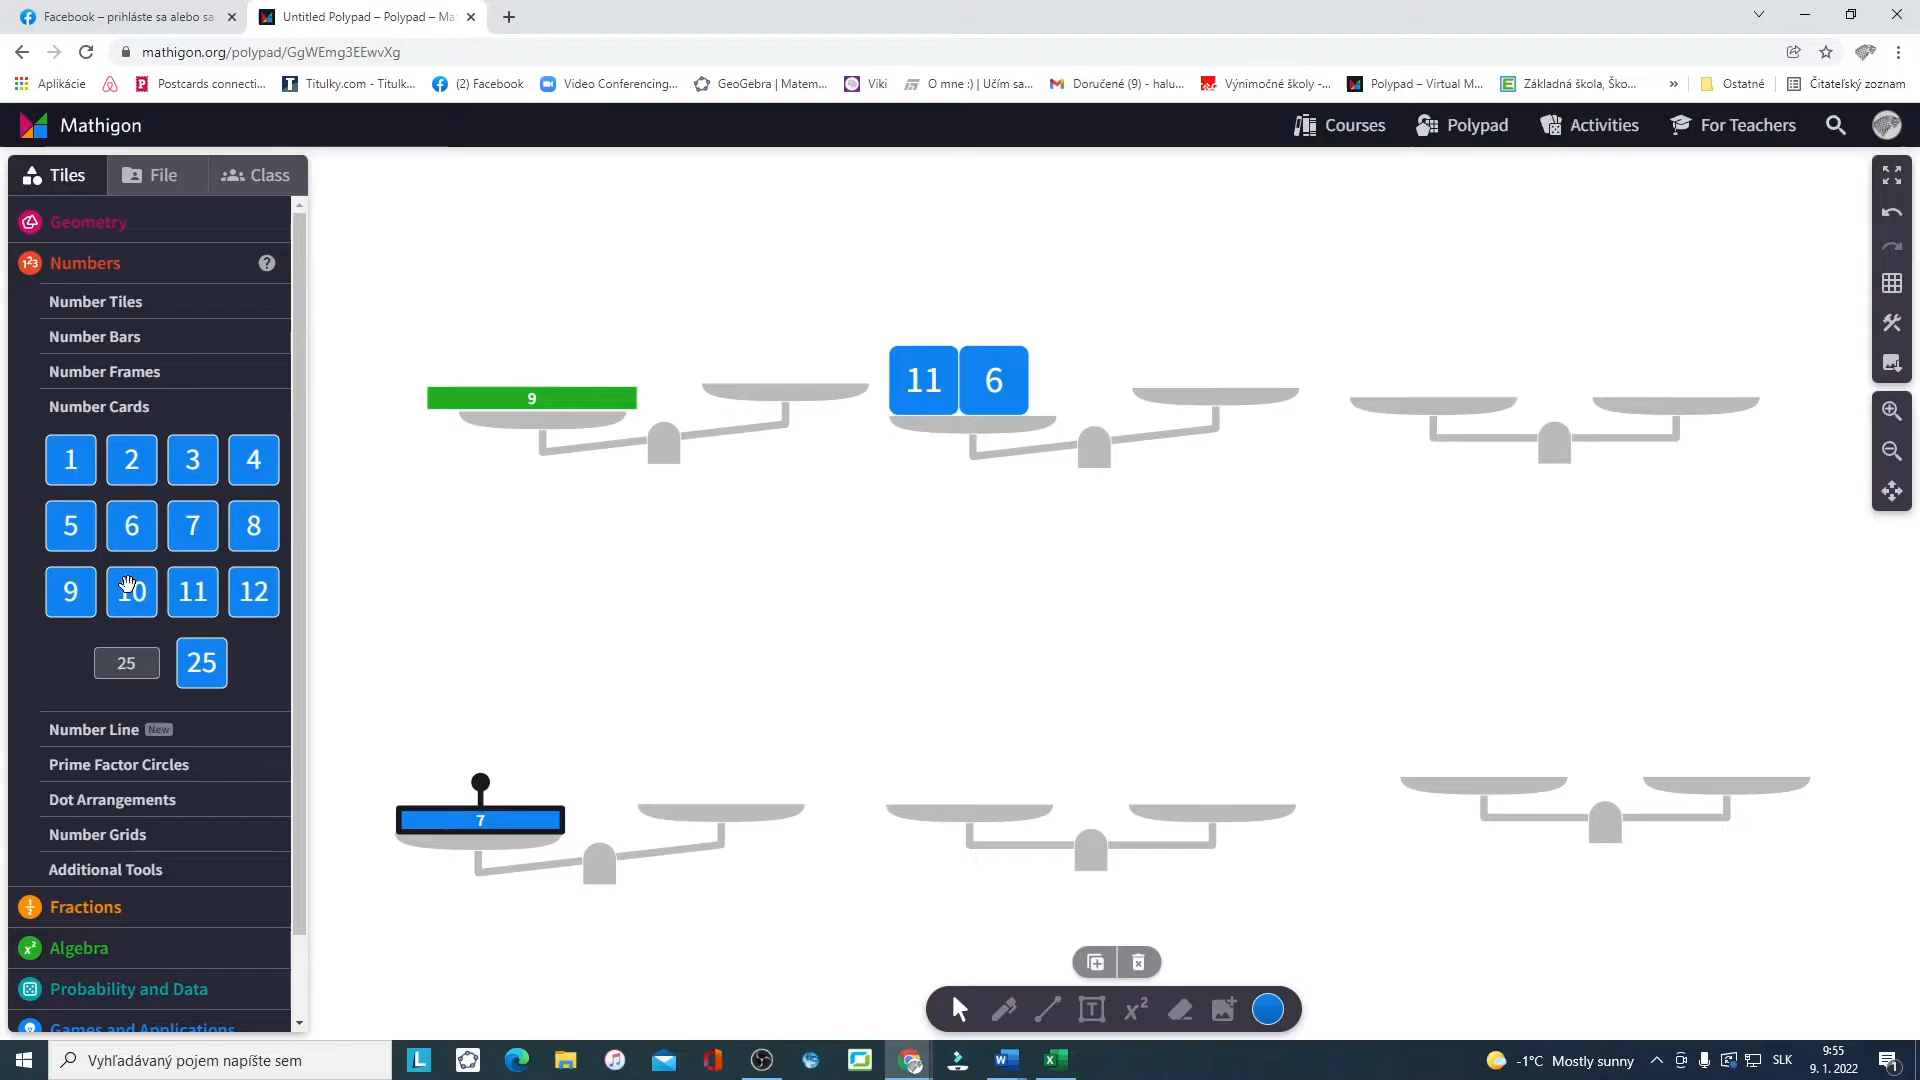 Facebook – prihláste sa alebo sa
Untitled Polypad – Polypad – Ma
mathigon.org/polypad/GgWEmg3EEwvXg
Aplikácie
Postcards connecti...
Titulky.com - Titulk...
(2) Facebook
Video Conferencing,...
GeoGebra | Matem...
Viki
O mne :) | Učím sa...
Doručené (9) - halu...
Výnimočné školy -...
Polypad – Virtual M...
Základná škola, Ško...
»
Ostatné
Čitateľský zoznam
Mathigon
Courses
Polypad
Activities
For Teachers
Tiles
File
Class
Geometry
Numbers
Number Tiles
Number Bars
Number Frames
Number Cards
1 2 3 4
5 6 7 8
9 10 11 12
25 25
Number Line New
Prime Factor Circles
Dot Arrangements
Number Grids
Additional Tools
Fractions
Algebra
Probability and Data
Games and Applications
9
11 6
7
Vyhľadávaný pojem napíšte sem
-1°C Mostly sunny
SLK
9:55
9. 1. 2022
1